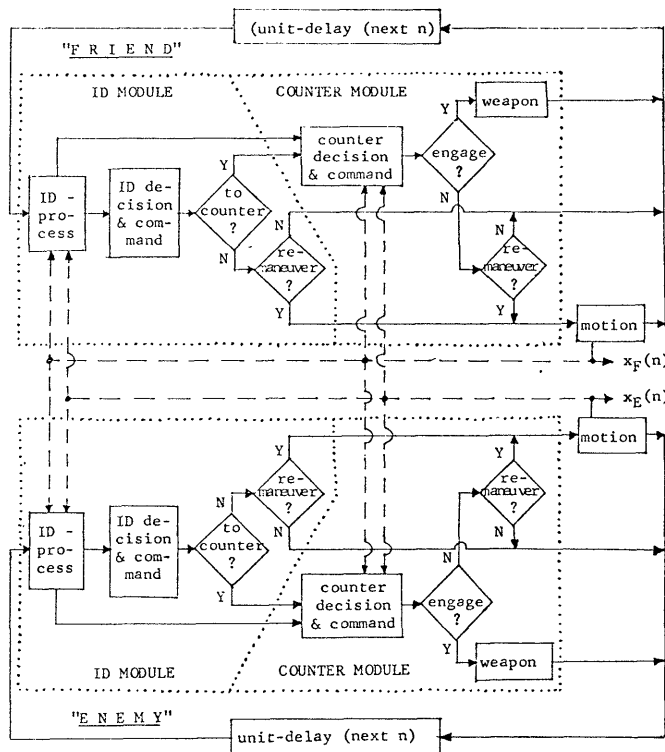 (unit-delay (next n)
"F R I E N D"
ID MODULE
COUNTER MODULE
weapon
Y
counter
decision
& command
engage
?
ID -
pro-
cess
ID de-
cision
& com-
mand
Y
to
counter?
N
N
re-
maneuver
?
Y
N
N
re-
maneuver
?
Y
motion
x_F(n)
x_E(n)
motion
Y
re-
maneuver
?
N
Y
re-
maneuver
?
N
N
ID -
pro-
cess
ID de-
cision
& com-
mand
N
to
counter
?
Y
counter
decision
& command
engage
?
Y
weapon
ID MODULE
COUNTER MODULE
"E N E M Y"
unit-delay (next n)